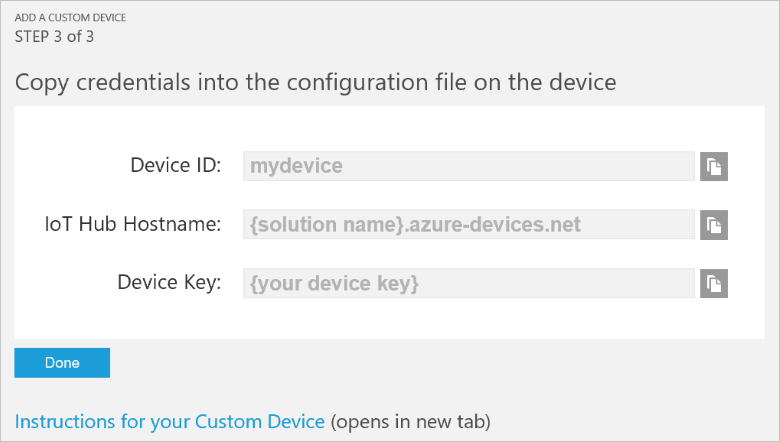 ADD A CUSTOM DEVICE
STEP 3 of 3
Copy credentials into the configuration file on the device
Device ID: mydevice
IoT Hub Hostname: {solution name}.azure-devices.net
Device Key: {your device key}
Done
Instructions for your Custom Device (opens in new tab)